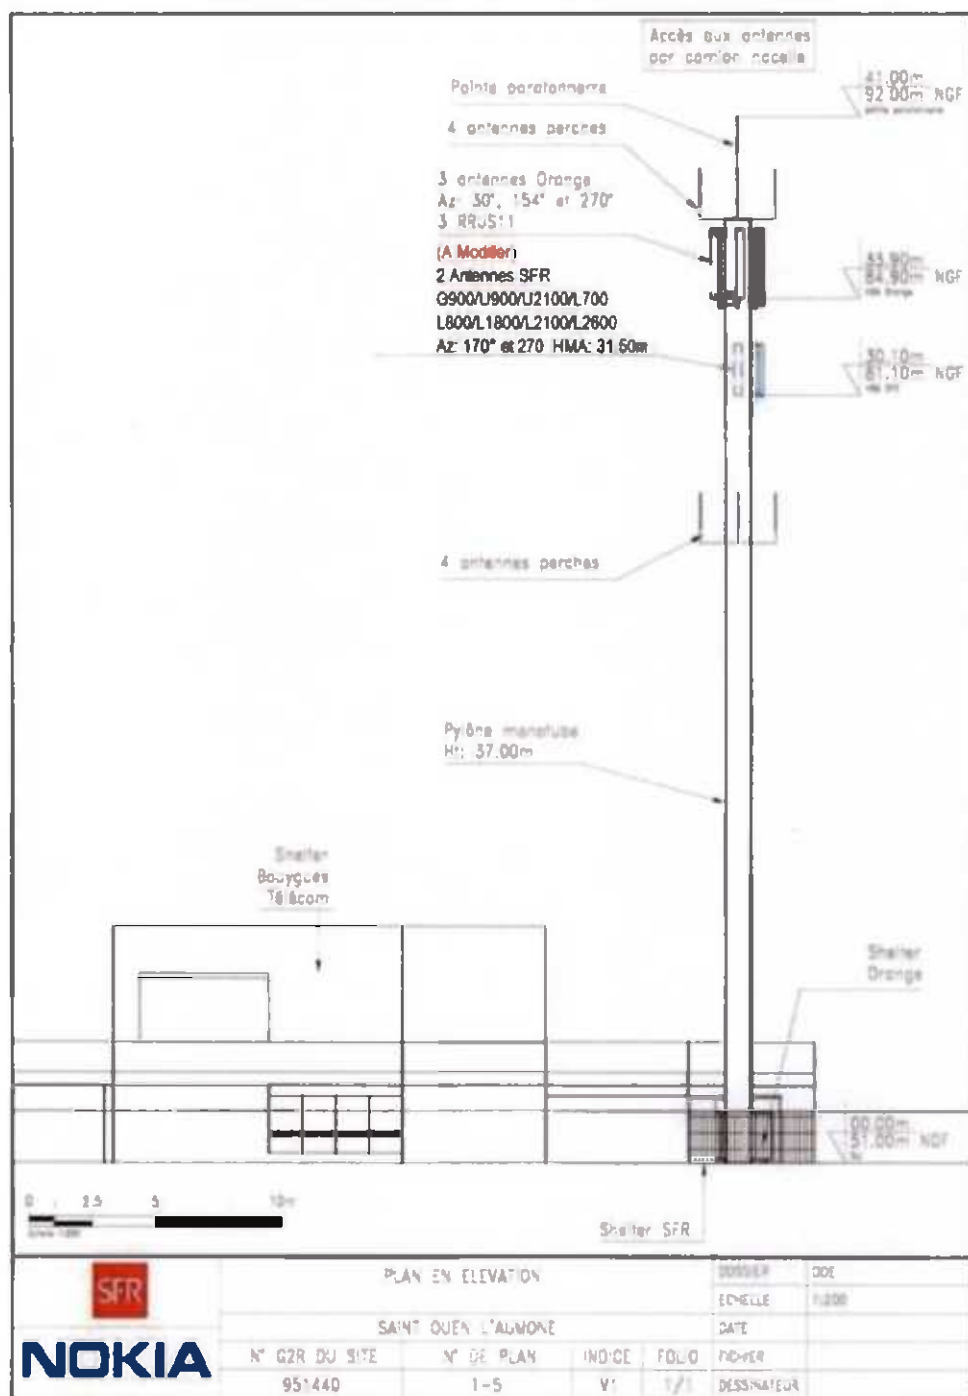 Accès aux antennes
par camion nacelle
Pointe paratonnerre
41.00m
92.00m NGF
4 antennes perches
3 antennes Orange
Az: 30°, 154° et 270°
3 RRUS11
(A Modifier)
2 Antennes SFR
G900/U900/U2100/L700
L800/L1800/L2100/L2600
Az: 170° et 270 HMA: 31.50m
NGF
30.10m
81.10m NGF
4 antennes perches
Pylône monotube
Ht: 37.00m
Shelter
Bouygues
Télécom
Shelter
Orange
00.00m
51.00m NGF
0 2.5 5 10m
Shelter SFR
SFR
NOKIA
PLAN EN ELEVATION
DOSSIER DOE
ECHELLE 1:200
SAINT OUEN L'AUMONE
DATE
N° G2R DU SITE N° DE PLAN INDICE FOLIO FICHIER
951440 1-5 V1 1/1 DESSINATEUR